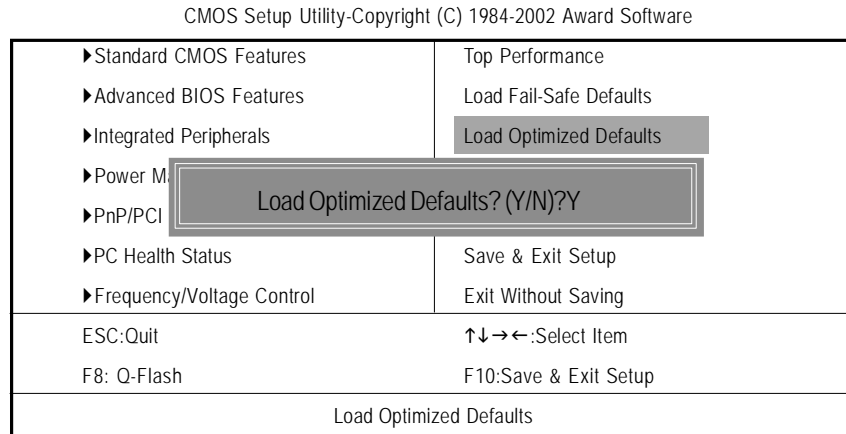 CMOS Setup Utility-Copyright (C) 1984-2002 Award Software
▶Standard CMOS Features Top Performance
▶Advanced BIOS Features Load Fail-Safe Defaults
▶Integrated Peripherals Load Optimized Defaults
▶Power
▶PnP/PCI
Load Optimized Defaults? (Y/N)?Y
▶PC Health Status Save & Exit Setup
▶Frequency/Voltage Control Exit Without Saving
ESC:Quit ↑↓→←:Select Item
F8: Q-Flash F10:Save & Exit Setup
Load Optimized Defaults